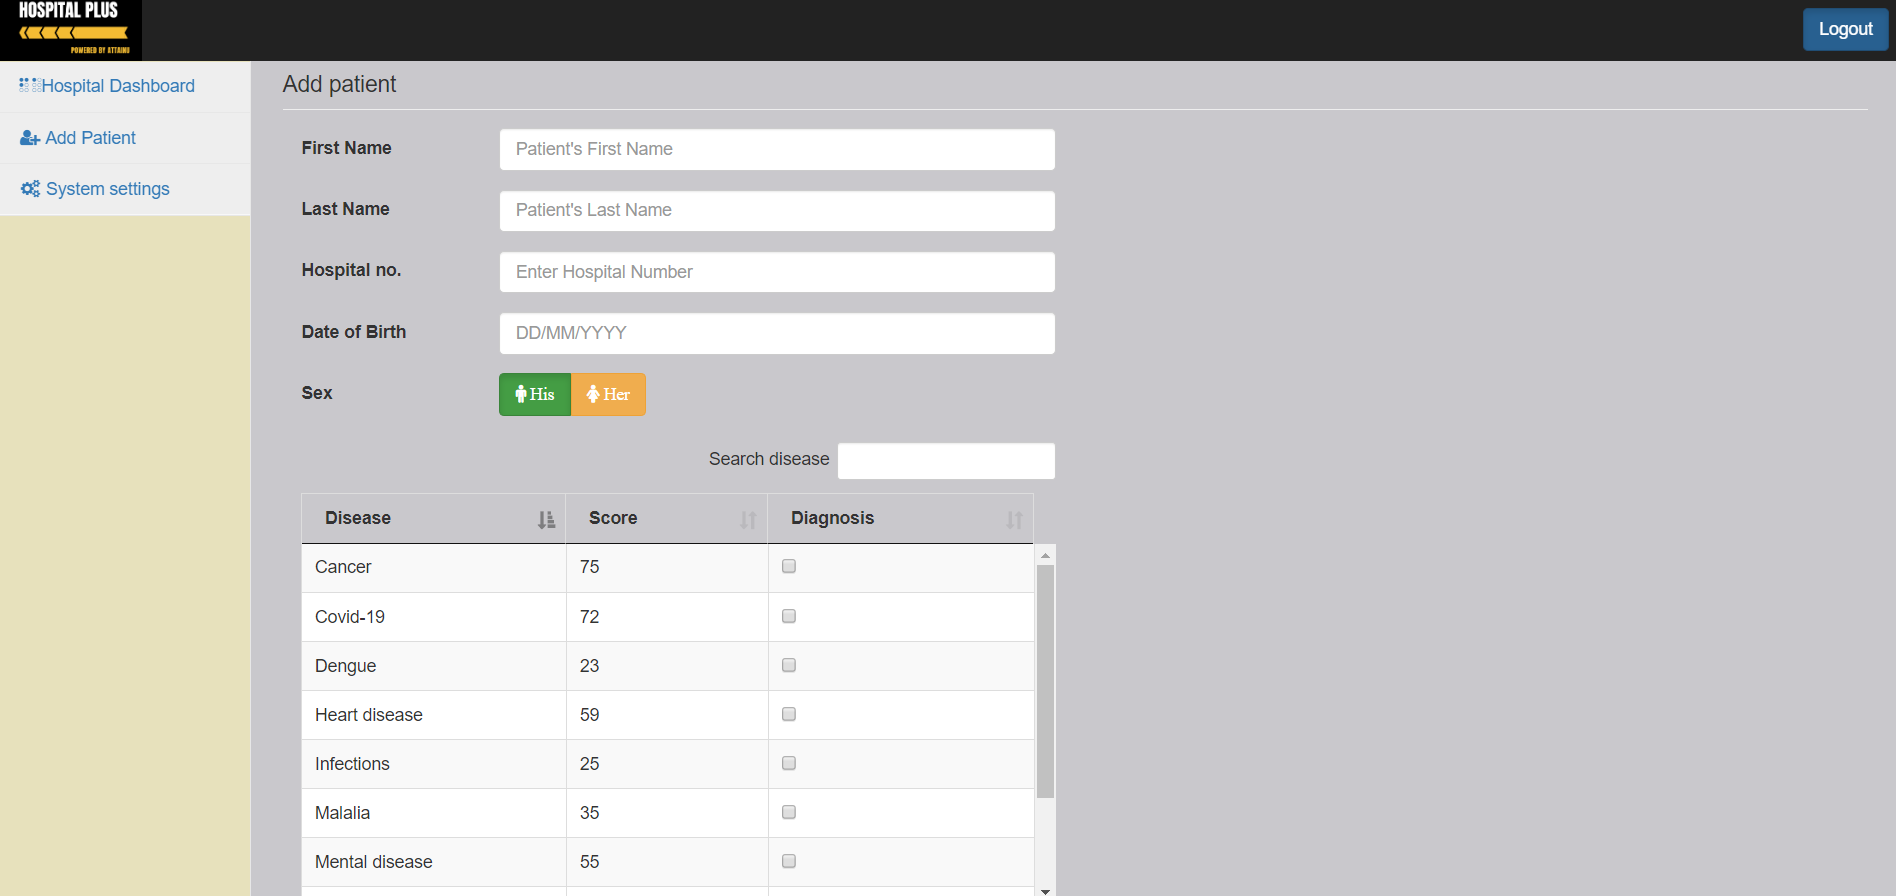 HOSPITAL PLUS
POWERED BY ATTAINU
Logout
Hospital Dashboard
Add Patient
System settings
Add patient
First Name
Patient's First Name
Last Name
Patient's Last Name
Hospital no.
Enter Hospital Number
Date of Birth
DD/MM/YYYY
Sex
His Her
Search disease
Disease Score Diagnosis
Cancer 75
Covid-19 72
Dengue 23
Heart disease 59
Infections 25
Malalia 35
Mental disease 55